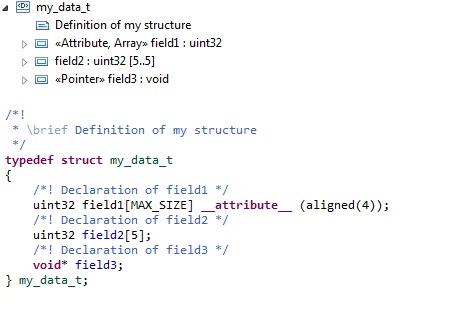 my_data_t
Definition of my structure
«Attribute, Array» field1 : uint32
field2 : uint32 [5..5]
«Pointer» field3 : void
/*!
 * \brief Definition of my structure
 */
typedef struct my_data_t
{
    /*! Declaration of field1 */
    uint32 field1[MAX_SIZE] __attribute__ (aligned(4));
    /*! Declaration of field2 */
    uint32 field2[5];
    /*! Declaration of field3 */
    void* field3;
} my_data_t;